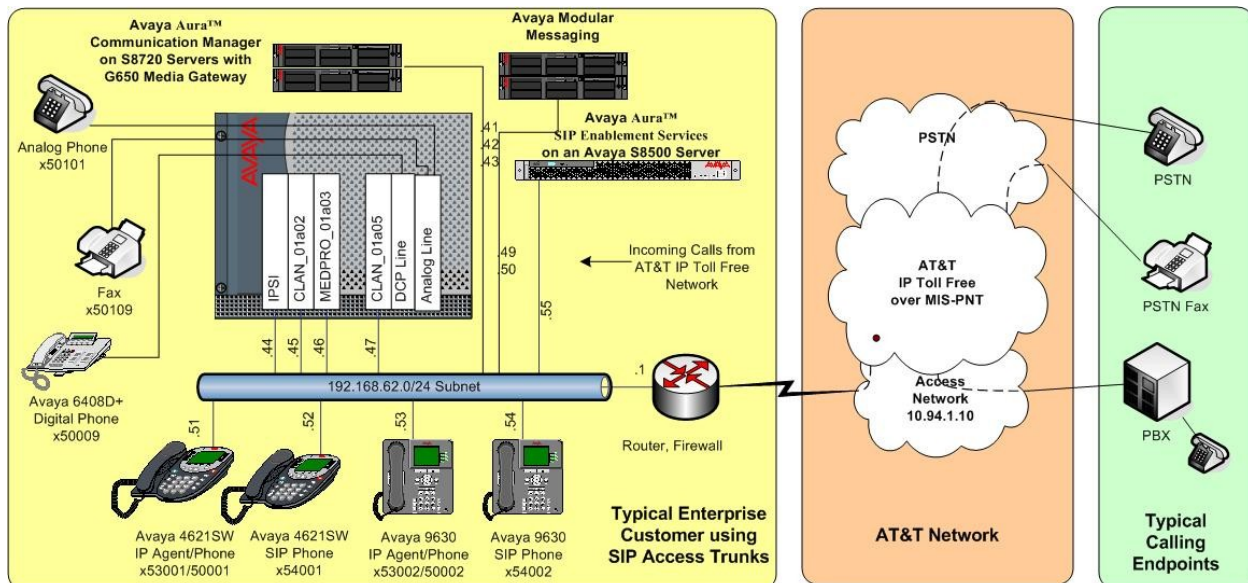 Avaya Aura™
Communication Manager
on S8720 Servers with
G650 Media Gateway
Avaya Modular
Messaging
Analog Phone
x50101
.41
.42
.43
Avaya Aura™
SIP Enablement Services
on an Avaya S8500 Server
AVAYA
IPSI
CLAN_01a02
MEDPRO_01a03
CLAN_01a05
DCP Line
Analog Line
Fax
x50109
.49
.50
.55
Incoming Calls from
AT&T IP Toll Free
Network
.44
.45
.46
.47
Avaya 6408D+
Digital Phone
x50009
192.168.62.0/24 Subnet
.1
Router, Firewall
.51
.52
.53
.54
Avaya 4621SW
IP Agent/Phone
x53001/50001
Avaya 4621SW
SIP Phone
x54001
Avaya 9630
IP Agent/Phone
x53002/50002
Avaya 9630
SIP Phone
x54002
Typical Enterprise
Customer using
SIP Access Trunks
PSTN
AT&T
IP Toll Free
over MIS-PNT
Access
Network
10.94.1.10
AT&T Network
PSTN
PSTN Fax
PBX
Typical
Calling
Endpoints